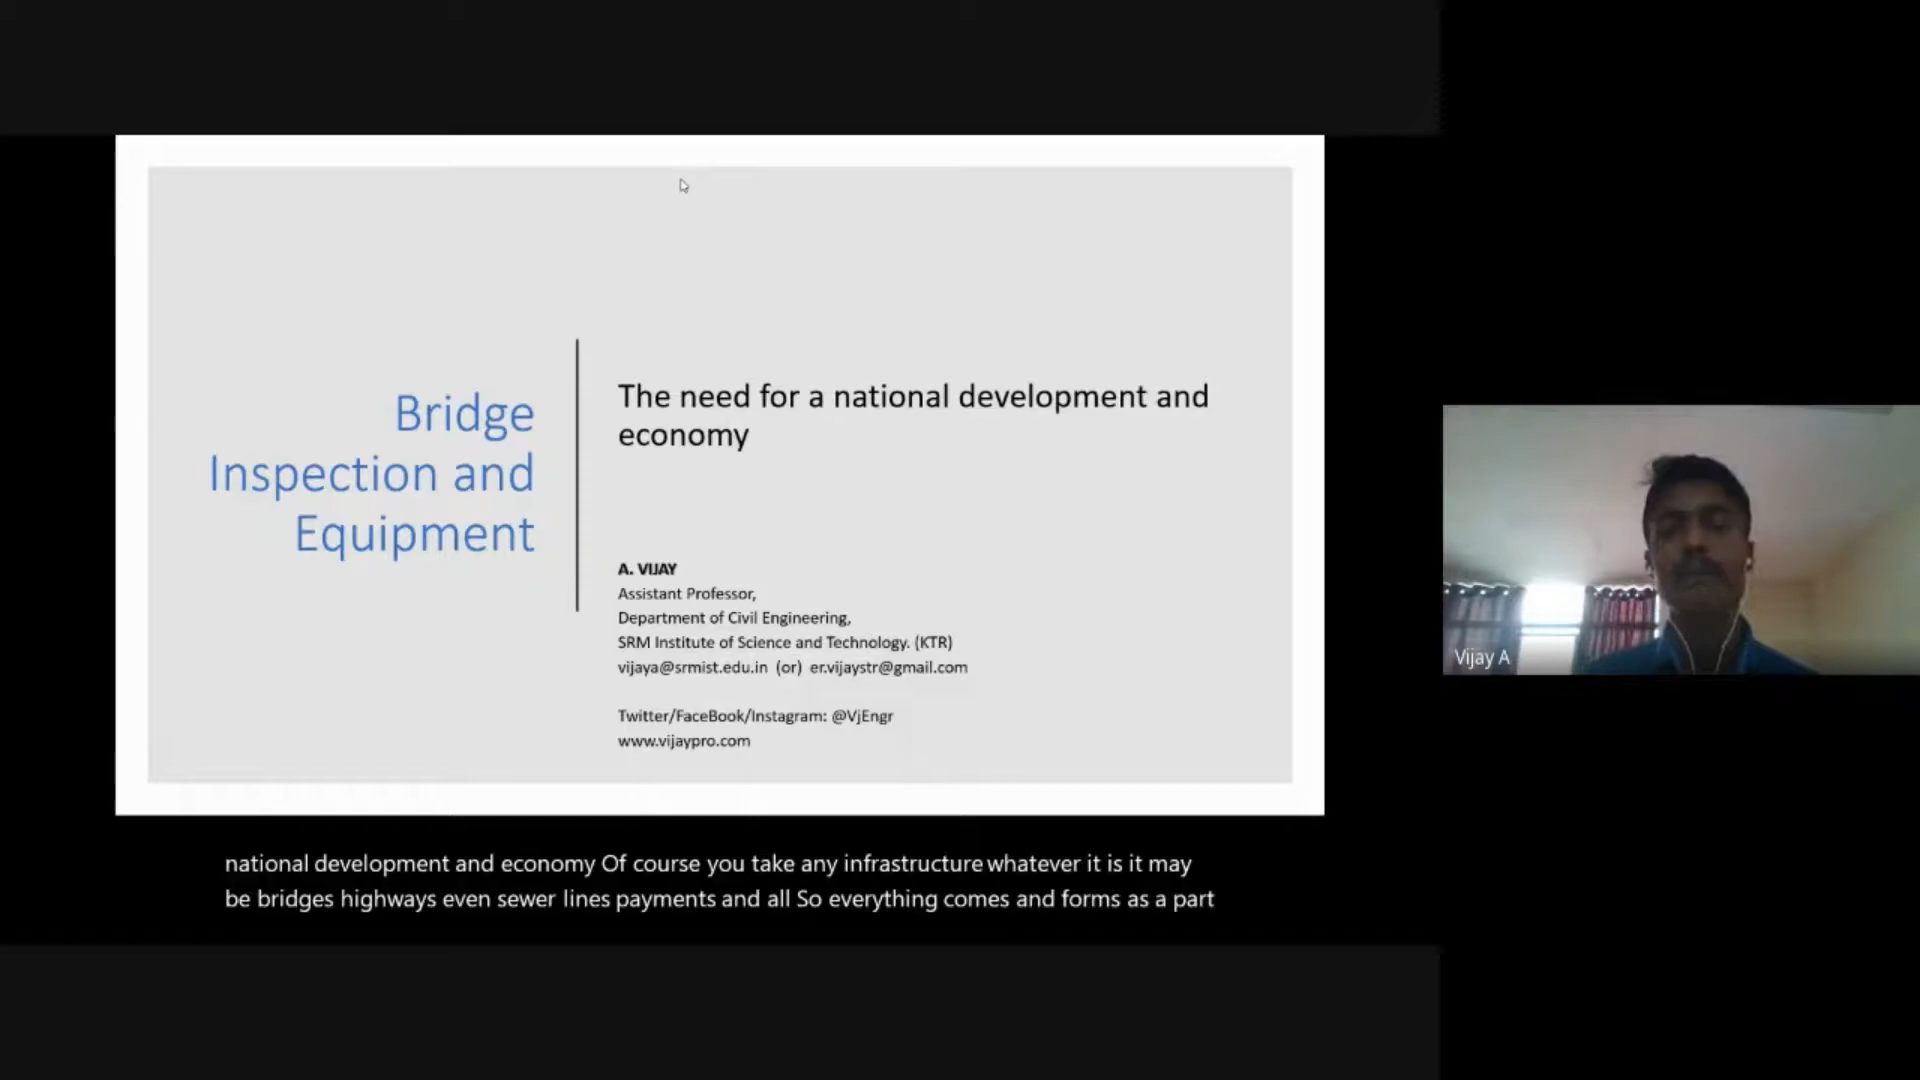 Bridge
Inspection and
Equipment
The need for a national development and
economy
A. VIJAY
Assistant Professor,
Department of Civil Engineering,
SRM Institute of Science and Technology. (KTR)
vijaya@srmist.edu.in (or) er.vijaystr@gmail.com
Twitter/FaceBook/Instagram: @VjEngr
www.vijaypro.com
Vijay A
national development and economy Of course you take any infrastructure whatever it is it may
be bridges highways even sewer lines payments and all So everything comes and forms as a part